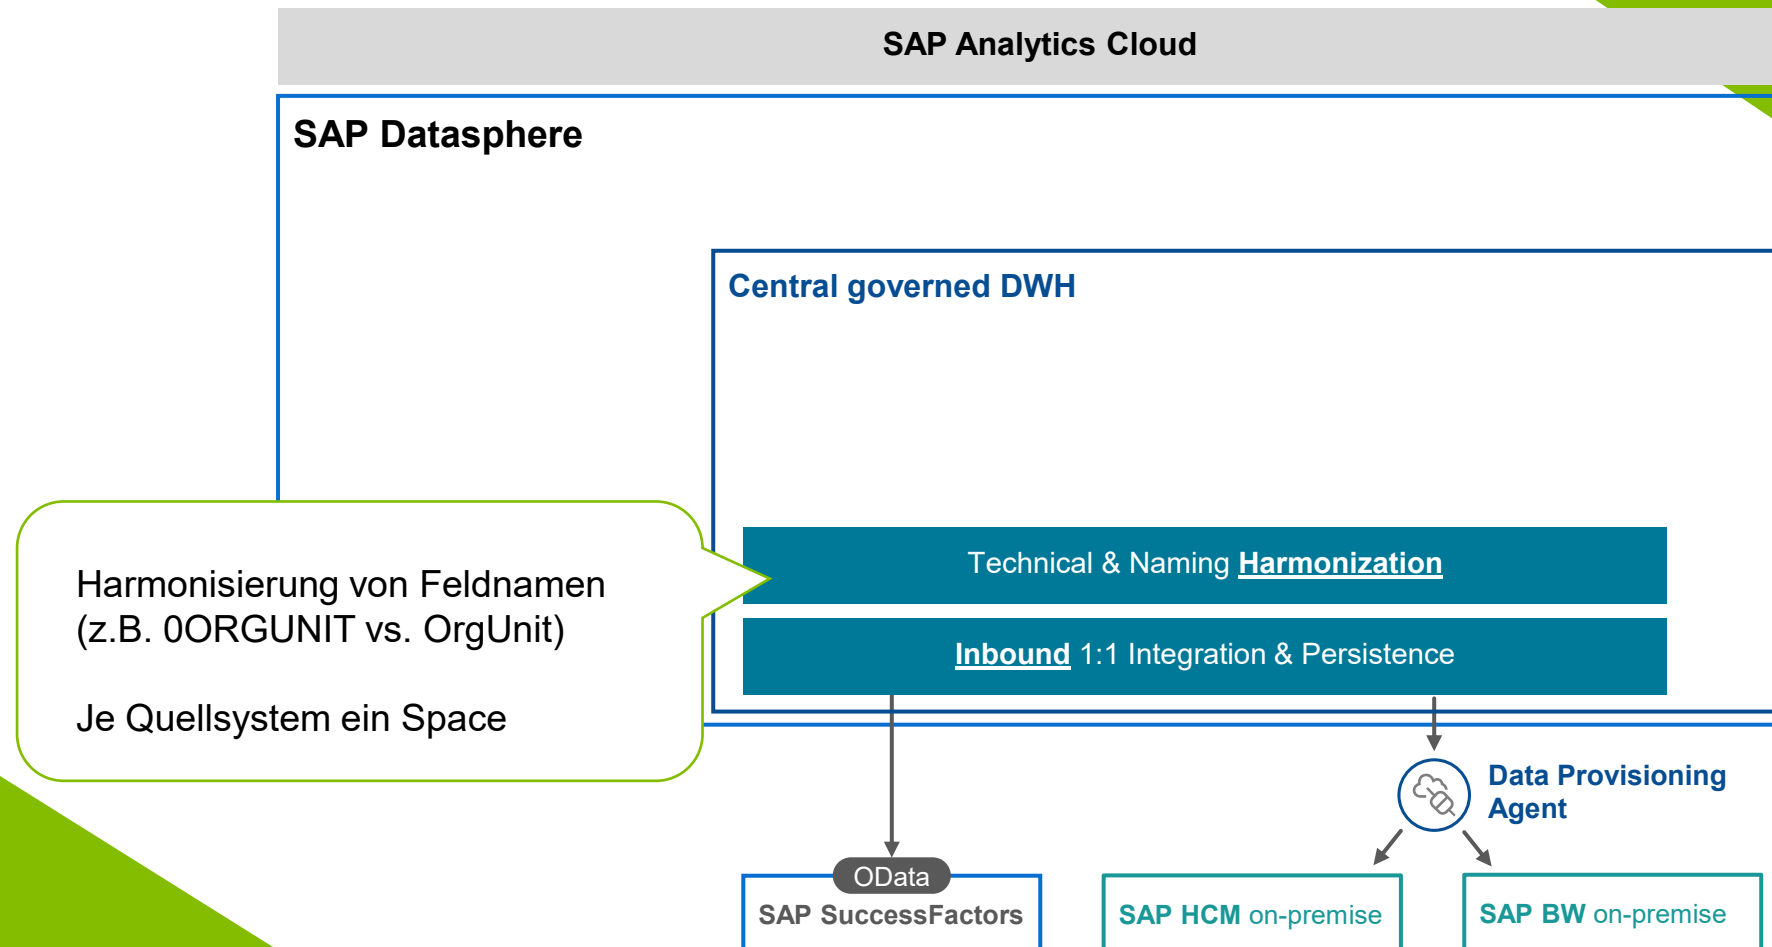 SAP Analytics Cloud
SAP Datasphere
Central governed DWH
Technical & Naming Harmonization
Harmonisierung von Feldnamen
(z.B. 0ORGUNIT vs. OrgUnit)
Je Quellsystem ein Space
Inbound 1:1 Integration & Persistence
Data Provisioning
Agent
OData
SAP SuccessFactors
SAP HCM on-premise
SAP BW on-premise